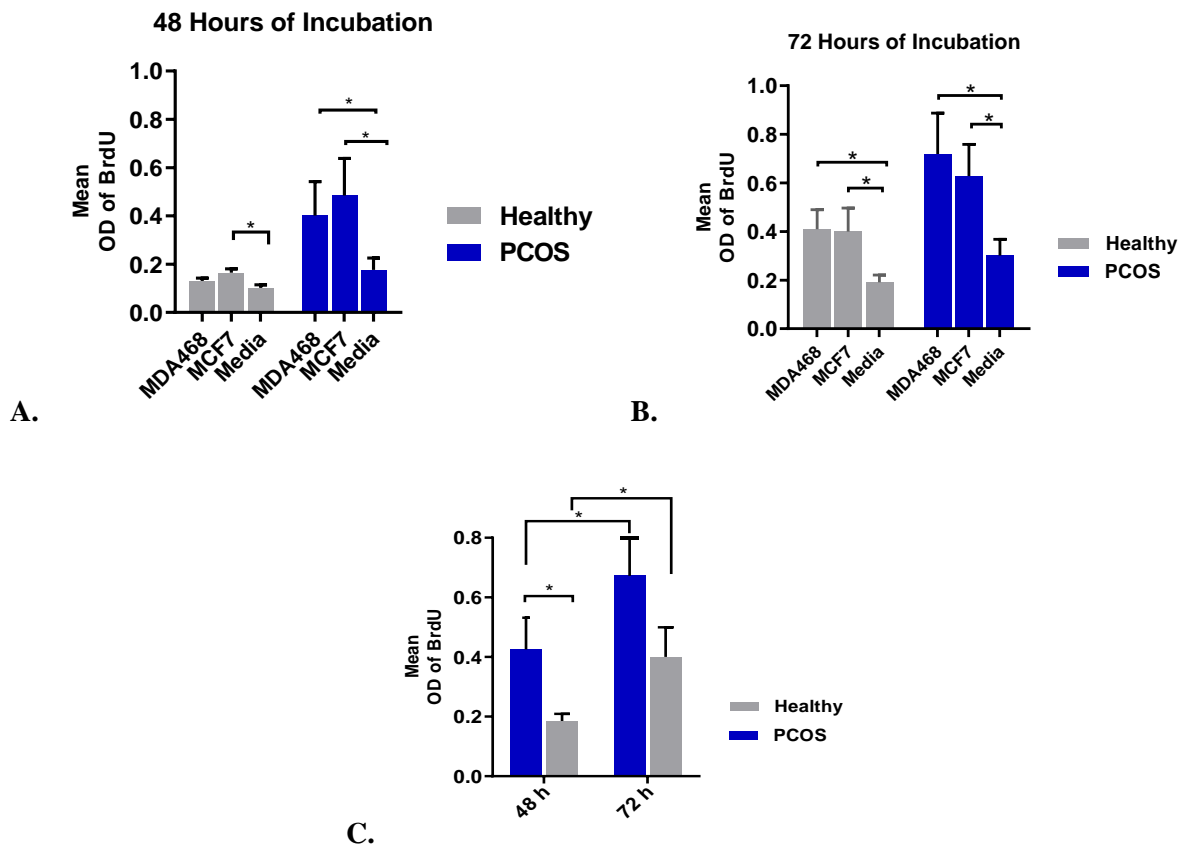 48 Hours of Incubation
1.0
0.8
0.6
0.4
0.2
0.0
Mean
OD of BrdU
*
*
*
MDA468
MCF7
Media
MDA468
MCF7
Media
Healthy
PCOS
A.
72 Hours of Incubation
1.0
0.8
0.6
0.4
0.2
0.0
Mean
OD of BrdU
*
*
*
*
MDA468
MCF7
Media
MDA468
MCF7
Media
Healthy
PCOS
B.
0.8
0.6
0.4
0.2
0.0
Mean
OD of BrdU
*
*
*
48 h
72 h
Healthy
PCOS
C.